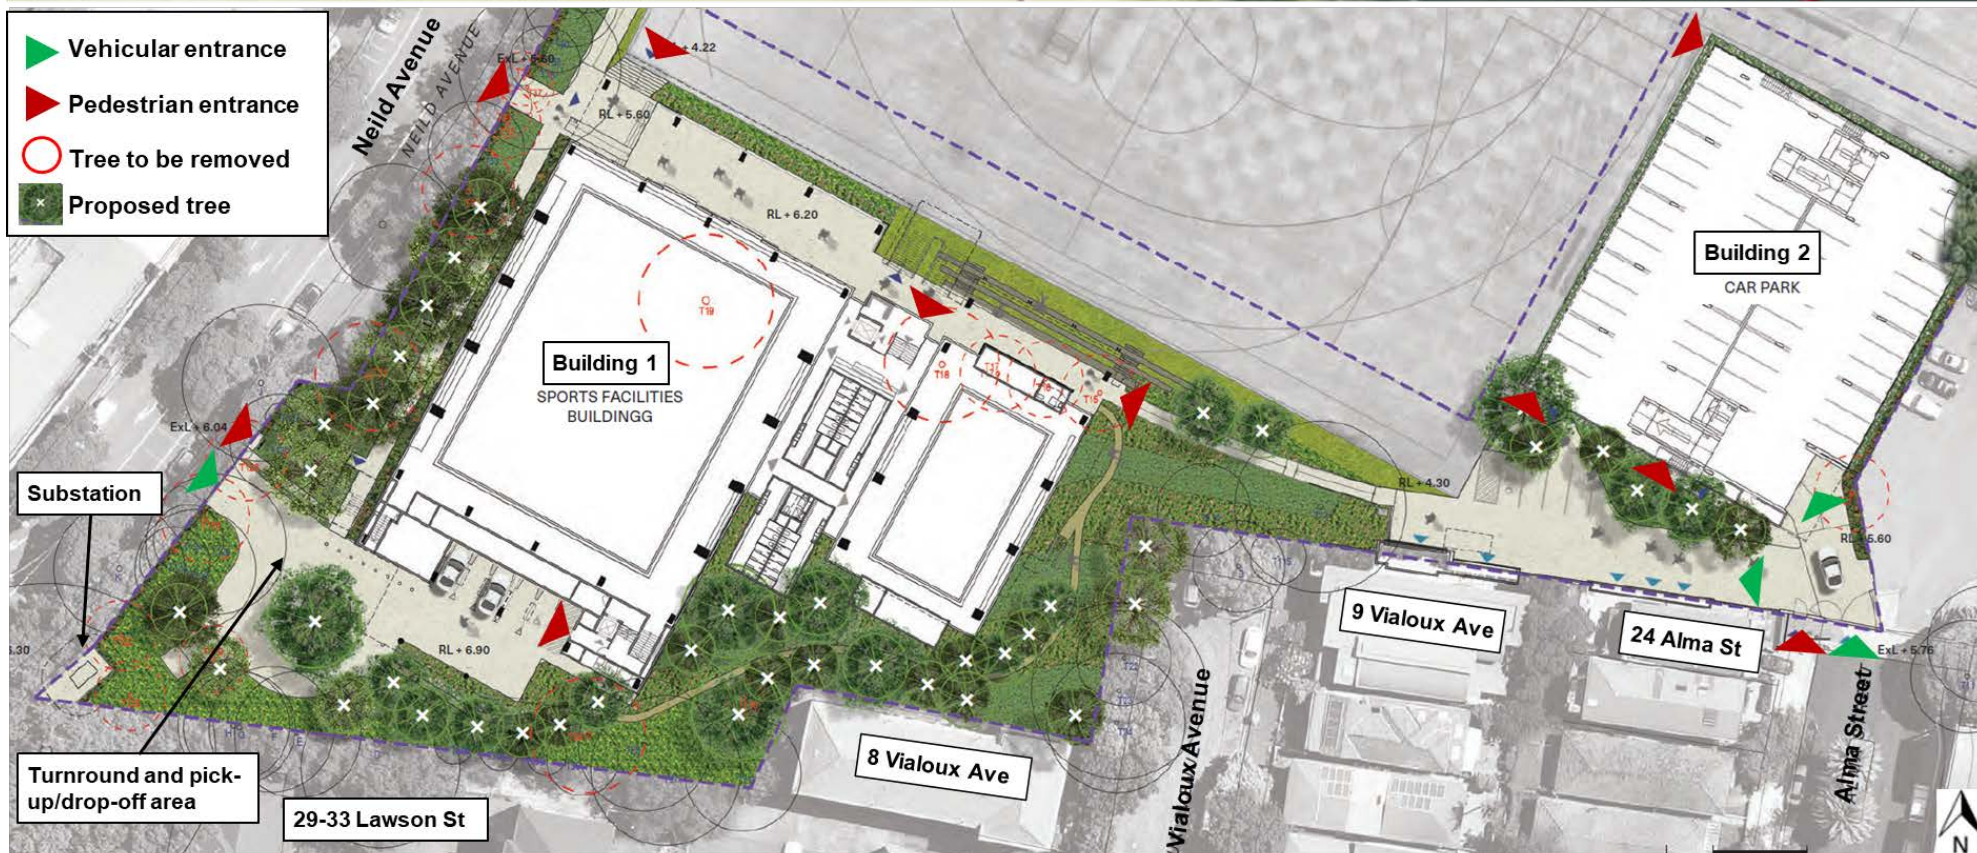 Vehicular entrance
Pedestrian entrance
Tree to be removed
Proposed tree
Neild Avenue
NEILD AVENUE
ExL + 5.60
+ 4.22
RL + 5.60
RL + 6.20
Building 2
CAR PARK
T19
Building 1
SPORTS FACILITIES
BUILDINGG
T18
T17
T15
ExL + 6.04
Substation
RL + 4.30
RL + 5.60
9 Vialoux Ave
24 Alma St
ExL + 5.76
RL + 6.90
Turnround and pick-
up/drop-off area
8 Vialoux Ave
29-33 Lawson St
Vialoux Avenue
Alma Street
N